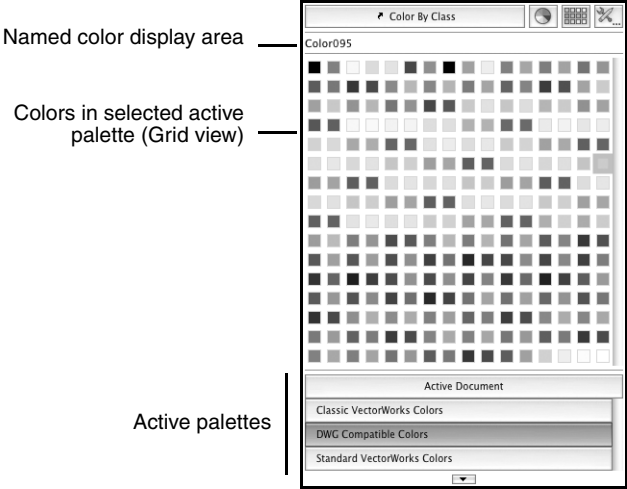 Color By Class
Named color display area
Color095
Colors in selected active
palette (Grid view)
Active palettes
Active Document
Classic VectorWorks Colors
DWG Compatible Colors
Standard VectorWorks Colors